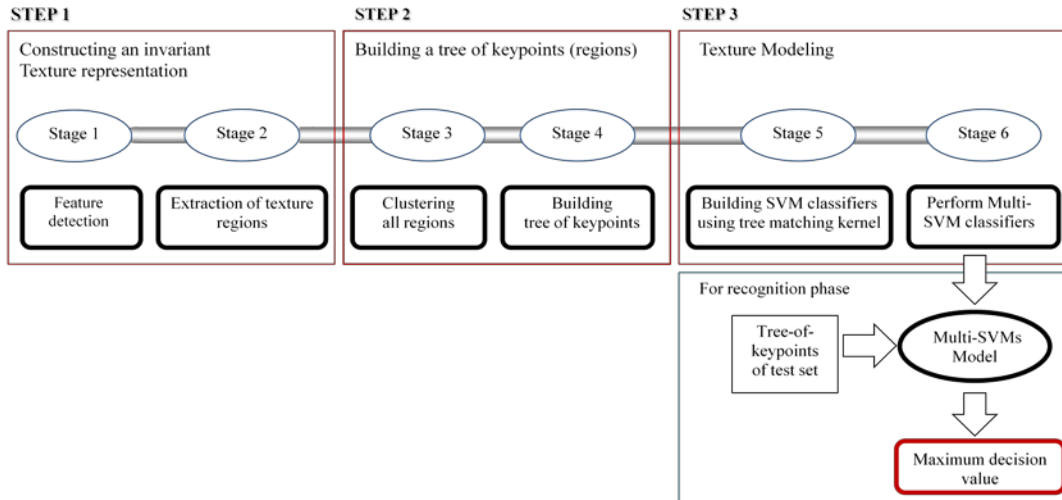 STEP 1
Constructing an invariant
Texture representation
Stage 1
Stage 2
Feature
detection
Extraction of texture
regions
STEP 2
Building a tree of keypoints (regions)
Stage 3
Stage 4
Clustering
all regions
Building
tree of keypoints
STEP 3
Texture Modeling
Stage 5
Stage 6
Building SVM classifiers
using tree matching kernel
Perform Multi-
SVM classifiers
For recognition phase
Tree-of-
keypoints
of test set
Multi-SVMs
Model
Maximum decision
value